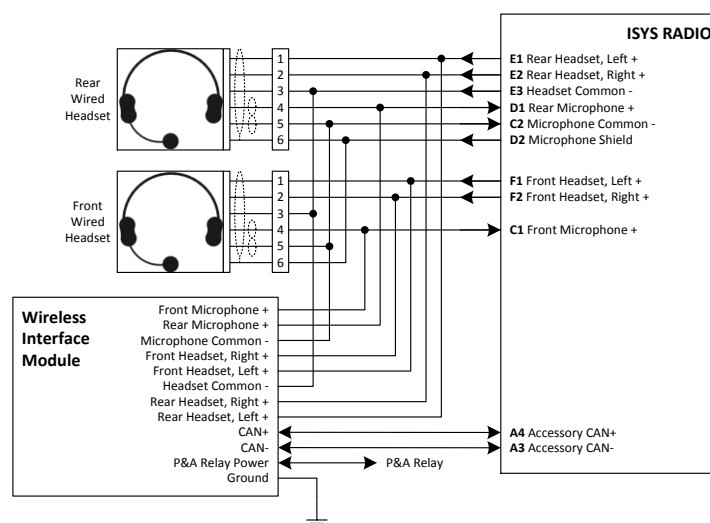 ISYS RADIO
Rear
Wired
Headset
1
2
3
4
5
6
E1 Rear Headset, Left +
E2 Rear Headset, Right +
E3 Headset Common -
D1 Rear Microphone +
C2 Microphone Common -
D2 Microphone Shield
Front
Wired
Headset
1
2
3
4
5
6
F1 Front Headset, Left +
F2 Front Headset, Right +
C1 Front Microphone +
Wireless
Interface
Module
Front Microphone +
Rear Microphone +
Microphone Common -
Front Headset, Right +
Front Headset, Left +
Headset Common -
Rear Headset, Right +
Rear Headset, Left +
CAN+
CAN-
P&A Relay Power
Ground
P&A Relay
A4 Accessory CAN+
A3 Accessory CAN-